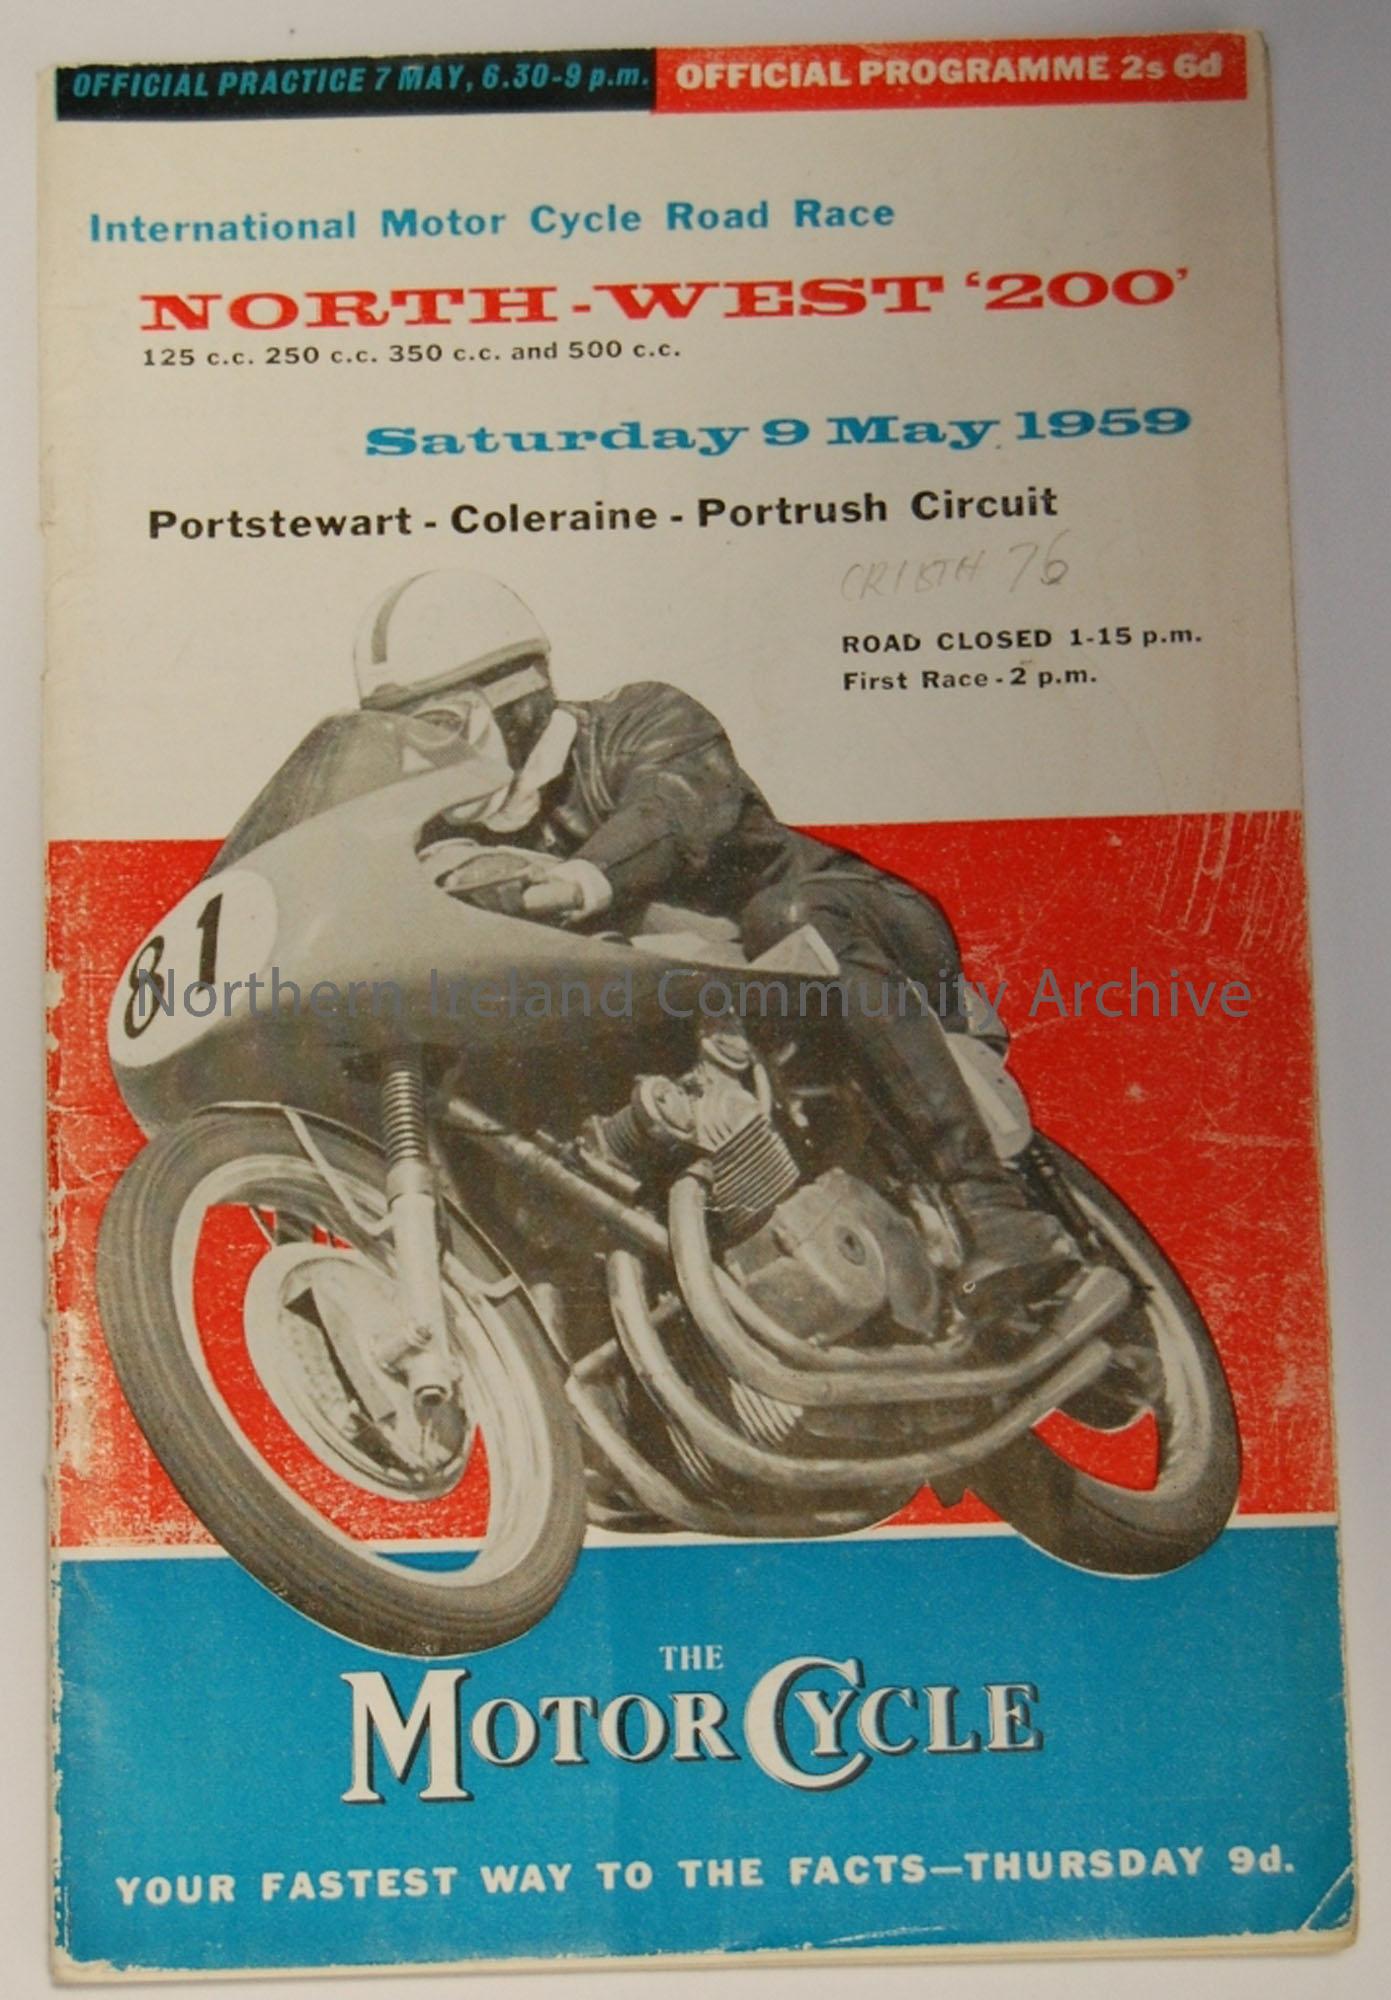 OFFICIAL PRACTICE 7 MAY, 6.30-9 p.m. OFFICIAL PROGRAMME 2s 6d
International Motor Cycle Road Race
NORTH-WEST ‘200’
125 c.c. 250 c.c. 350 c.c. and 500 c.c.
Saturday 9 May 1959
Portstewart - Coleraine - Portrush Circuit
76
ROAD CLOSED 1-15 p.m.
First Race - 2 p.m.
81
Northern Ireland Community Archive
THE
MOTOR CYCLE
YOUR FASTEST WAY TO THE FACTS—THURSDAY 9d.